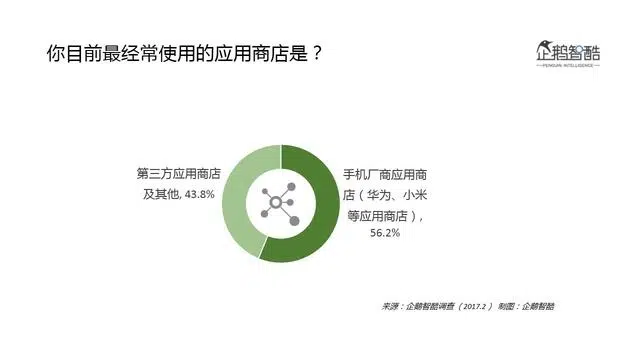 你目前最经常使用的应用商店是？
企鹅智酷
PENGUIN INTELLIGENCE
第三方应用商店
及其他, 43.8%
手机厂商应用商
店（华为、小米
等应用商店）,
56.2%
来源：企鹅智酷调查（2017.2） 制图：企鹅智酷